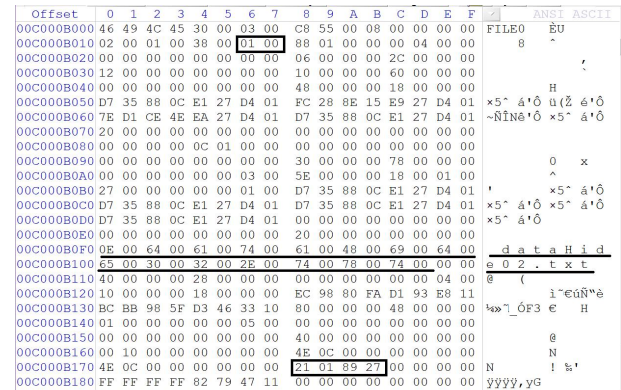 Offset 0 1 2 3 4 5 6 7 8 9 A B C D E F ANSI ASCII
00C000B000 46 49 4C 45 30 00 03 00 C8 55 00 08 00 00 00 00 FILE0 ÈU
00C000B010 02 00 01 00 38 00 01 00 88 01 00 00 00 04 00 00 8 ˆ
00C000B020 00 00 00 00 00 00 00 00 06 00 00 00 2C 00 00 00 ,
00C000B030 12 00 00 00 00 00 00 00 10 00 00 00 60 00 00 00 `
00C000B040 00 00 00 00 00 00 00 00 48 00 00 00 18 00 00 00 H
00C000B050 D7 35 88 0C E1 27 D4 01 FC 28 8E 15 E9 27 D4 01 ×5ˆ á'Ô ü(Ž é'Ô
00C000B060 7E D1 CE 4E EA 27 D4 01 D7 35 88 0C E1 27 D4 01 ~ÑÎNê'Ô ×5ˆ á'Ô
00C000B070 20 00 00 00 00 00 00 00 00 00 00 00 00 00 00 00
00C000B080 00 00 00 00 0C 01 00 00 00 00 00 00 00 00 00 00
00C000B090 00 00 00 00 00 00 00 00 30 00 00 00 78 00 00 00 0 x
00C000B0A0 00 00 00 00 00 00 03 00 5E 00 00 00 18 00 01 00 ^
00C000B0B0 27 00 00 00 00 00 01 00 D7 35 88 0C E1 27 D4 01 ' ×5ˆ á'Ô
00C000B0C0 D7 35 88 0C E1 27 D4 01 D7 35 88 0C E1 27 D4 01 ×5ˆ á'Ô ×5ˆ á'Ô
00C000B0D0 D7 35 88 0C E1 27 D4 01 00 00 00 00 00 00 00 00 ×5ˆ á'Ô
00C000B0E0 00 00 00 00 00 00 00 00 20 00 00 00 00 00 00 00
00C000B0F0 0E 00 64 00 61 00 74 00 61 00 48 00 69 00 64 00 d a t a H i d
00C000B100 65 00 30 00 32 00 2E 00 74 00 78 00 74 00 00 00 e 0 2 . t x t
00C000B110 40 00 00 00 28 00 00 00 00 00 00 00 00 00 04 00 @ (
00C000B120 10 00 00 00 18 00 00 00 EC 98 80 FA D1 93 E8 11 ì˜€úÑ“è
00C000B130 BC BB 98 5F D3 46 33 10 80 00 00 00 48 00 00 00 ¼»˜_ÓF3 € H
00C000B140 01 00 00 00 00 00 05 00 00 00 00 00 00 00 00 00
00C000B150 00 00 00 00 00 00 00 00 40 00 00 00 00 00 00 00 @
00C000B160 00 10 00 00 00 00 00 00 4E 0C 00 00 00 00 00 00 N
00C000B170 4E 0C 00 00 00 00 00 00 21 01 89 27 00 00 00 00 N ! ‰'
00C000B180 FF FF FF FF 82 79 47 11 00 00 00 00 00 00 00 00 ÿÿÿÿ‚yG